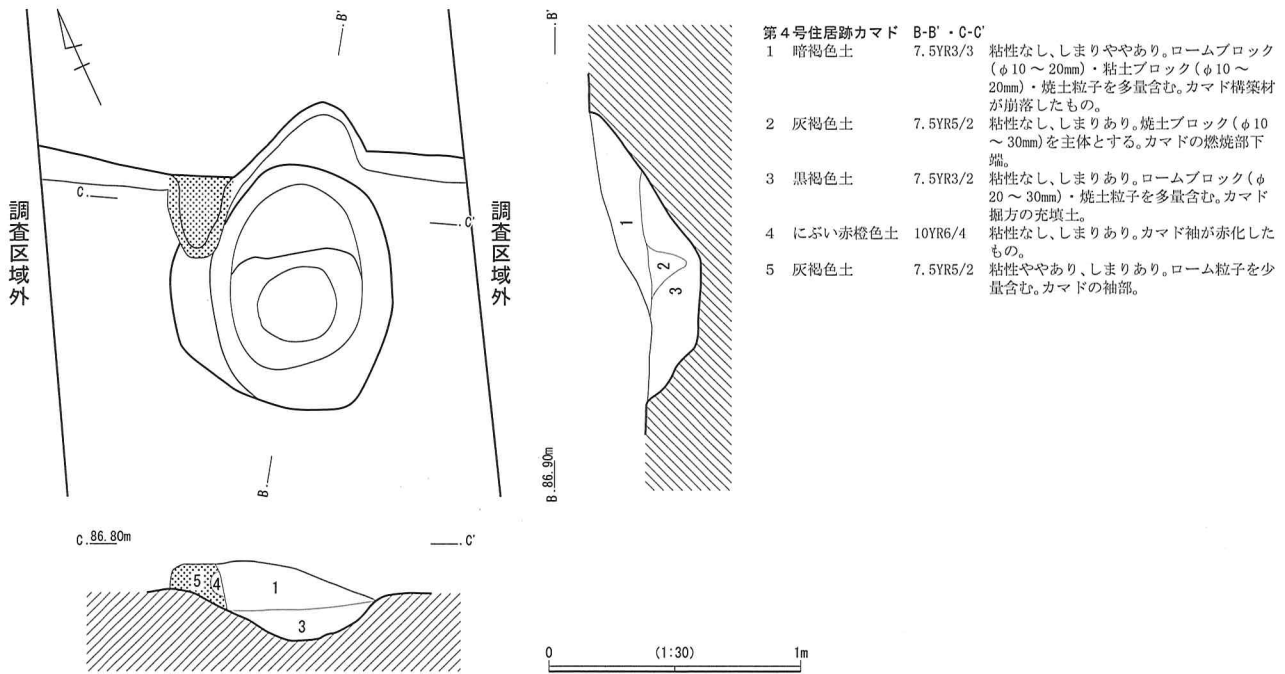 B'
B'
調査区域外
C
C'
調査区域外
B
B 86.90m
1
2
3
C 86.80m
C'
5
4
1
3
0 (1:30) 1m
第4号住居跡カマド B-B'・C-C'
1 暗褐色土 7.5YR3/3 粘性なし、しまりややあり。ロームブロック
(φ10～20mm)・粘土ブロック(φ10～
20mm)・焼土粒子を多量含む。カマド構築材
が崩落したもの。
2 灰褐色土 7.5YR5/2 粘性なし、しまりあり。焼土ブロック(φ10
～30mm)を主体とする。カマドの燃焼部下
端。
3 黒褐色土 7.5YR3/2 粘性なし、しまりあり。ロームブロック(φ
20～30mm)・焼土粒子を多量含む。カマド
掘方の充填土。
4 にぶい赤橙色土 10YR6/4 粘性なし、しまりあり。カマド袖が赤化した
もの。
5 灰褐色土 7.5YR5/2 粘性ややあり、しまりあり。ローム粒子を少
量含む。カマドの袖部。